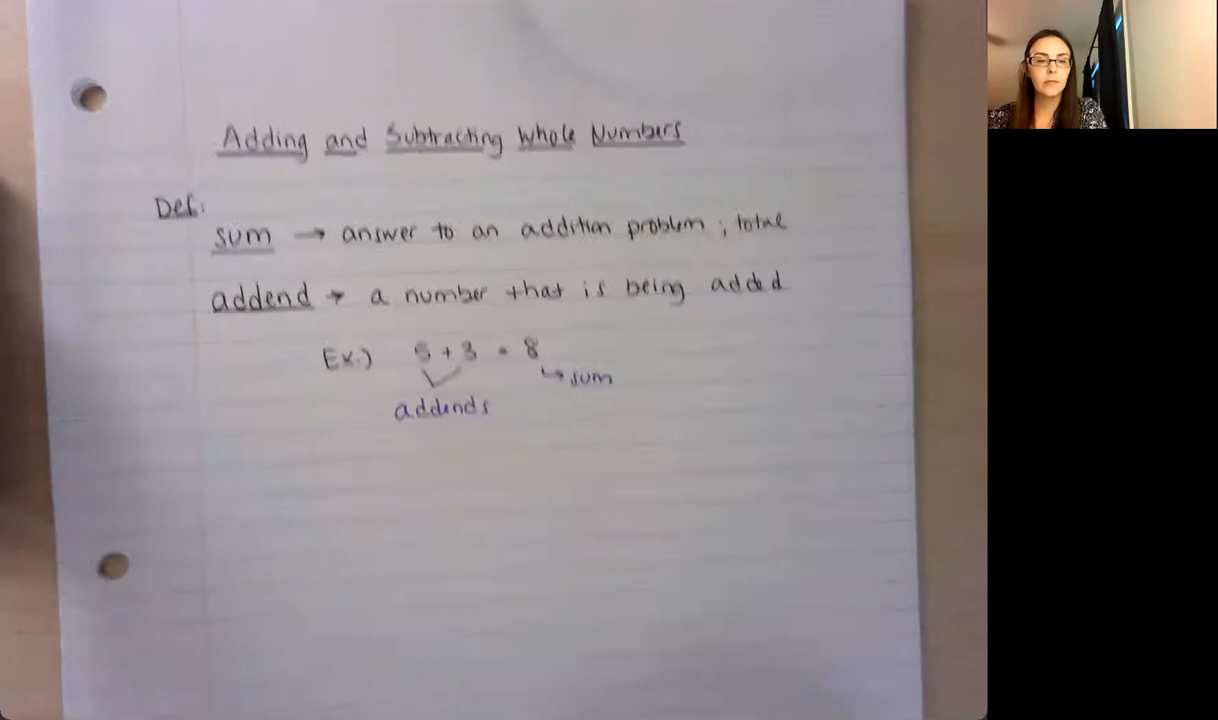 Adding and Subtracting Whole Numbers
Def:
sum → answer to an addition problem ; total
addend → a number that is being added
Ex.) 5 + 3 = 8
↳ sum
addends